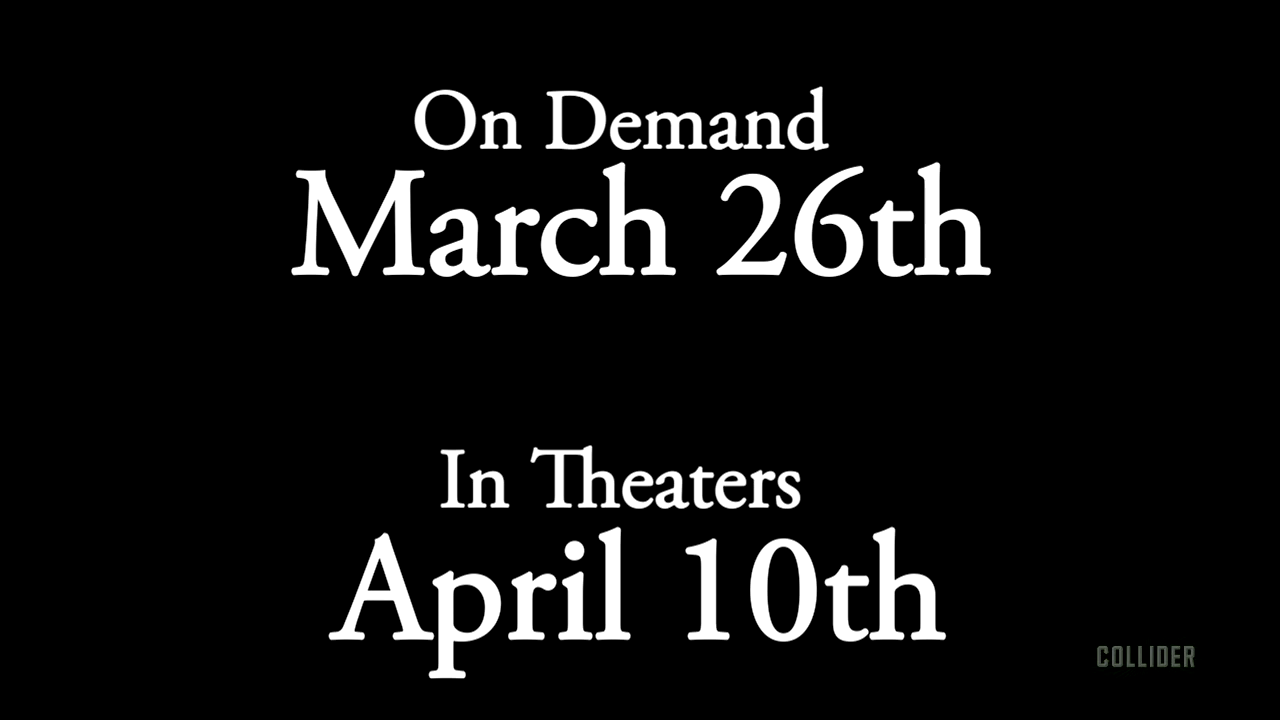 On Demand
March 26th
In Theaters
April 10th
COLLIDER